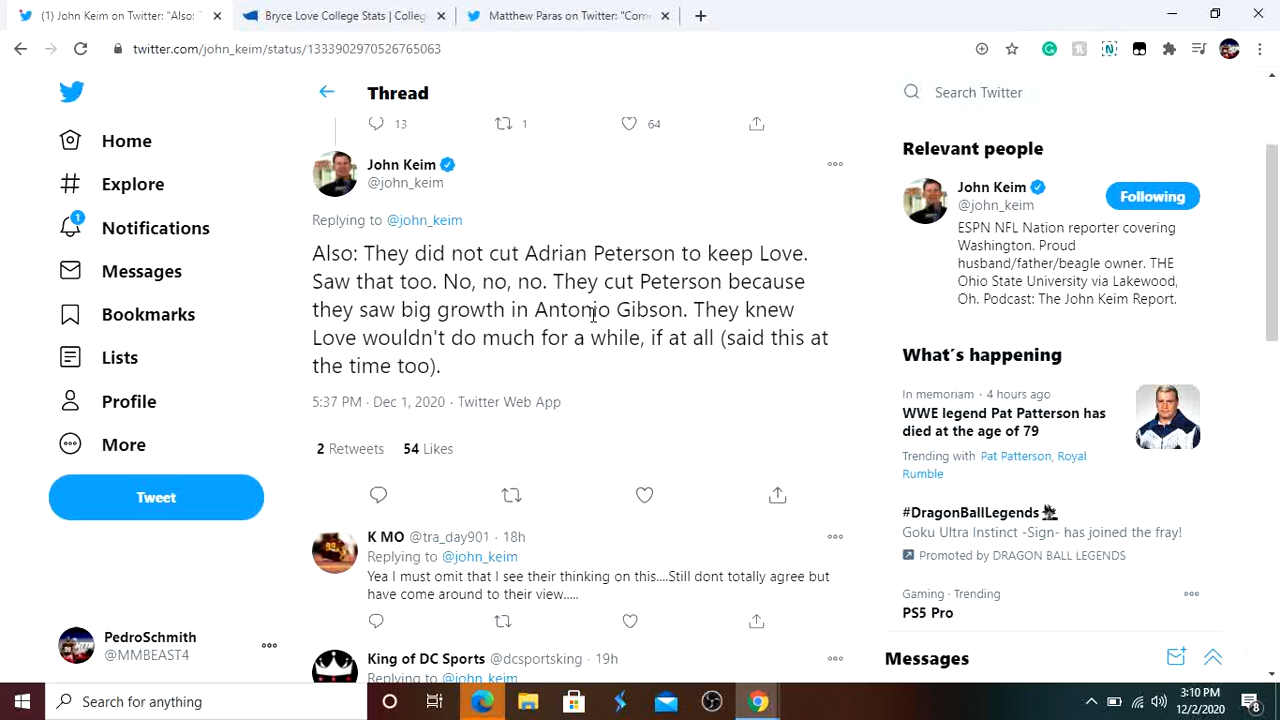 (1) John Keim on Twitter: "Also: T
Bryce Love College Stats | Colleg
Matthew Paras on Twitter: "Corn
twitter.com/john_keim/status/1333902970526765063
Home
Explore
1
Notifications
Messages
Bookmarks
Lists
Profile
More
Tweet
PedroSchmith
@MMBEAST4
Thread
13
1
64
John Keim
@john_keim
Replying to @john_keim
Also: They did not cut Adrian Peterson to keep Love.
Saw that too. No, no, no. They cut Peterson because
they saw big growth in Antonio Gibson. They knew
Love wouldn't do much for a while, if at all (said this at
the time too).
5:37 PM · Dec 1, 2020 · Twitter Web App
2 Retweets 54 Likes
K MO @tra_day901 · 18h
Replying to @john_keim
Yea I must omit that I see their thinking on this....Still dont totally agree but
have come around to their view.....
King of DC Sports @dcsportsking · 19h
Replying to @john_keim
Search Twitter
Relevant people
John Keim
@john_keim
Following
ESPN NFL Nation reporter covering
Washington. Proud
husband/father/beagle owner. THE
Ohio State University via Lakewood,
Oh. Podcast: The John Keim Report.
What's happening
In memoriam · 4 hours ago
WWE legend Pat Patterson has
died at the age of 79
Trending with Pat Patterson, Royal
Rumble
#DragonBallLegends
Goku Ultra Instinct -Sign- has joined the fray!
Promoted by DRAGON BALL LEGENDS
Gaming · Trending
PS5 Pro
Messages
Search for anything
3:10 PM
12/2/2020
8